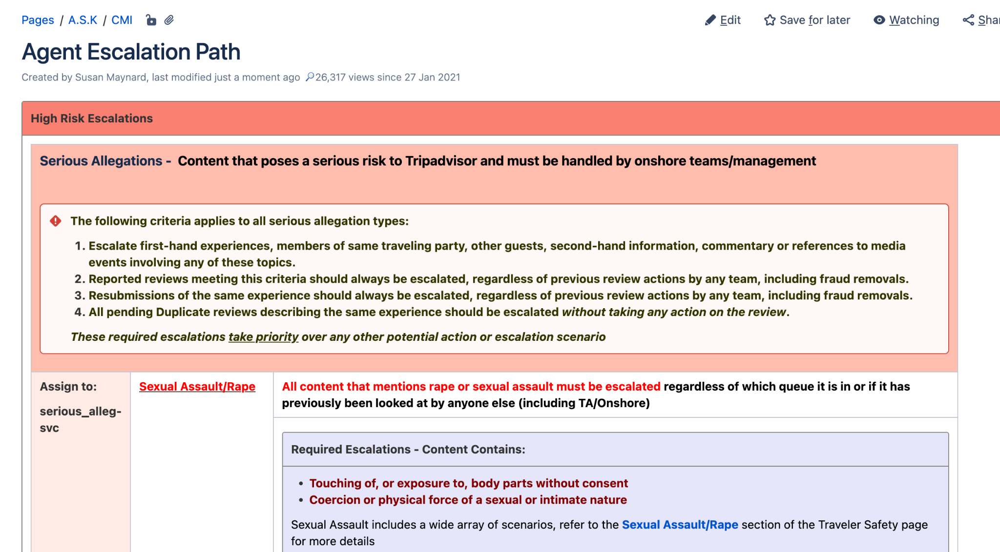 Pages / A.S.K / CMI
Edit
Save for later
Watching
Agent Escalation Path
Created by Susan Maynard, last modified just a moment ago 26,317 views since 27 Jan 2021
High Risk Escalations
Serious Allegations - Content that poses a serious risk to Tripadvisor and must be handled by onshore teams/management
The following criteria applies to all serious allegation types:
1. Escalate first-hand experiences, members of same traveling party, other guests, second-hand information, commentary or references to media
events involving any of these topics.
2. Reported reviews meeting this criteria should always be escalated, regardless of previous review actions by any team, including fraud removals.
3. Resubmissions of the same experience should always be escalated, regardless of previous review actions by any team, including fraud removals.
4. All pending Duplicate reviews describing the same experience should be escalated without taking any action on the review.
These required escalations take priority over any other potential action or escalation scenario
Assign to:
serious_alleg-
svc
Sexual Assault/Rape
All content that mentions rape or sexual assault must be escalated regardless of which queue it is in or if it has
previously been looked at by anyone else (including TA/Onshore)
Required Escalations - Content Contains:
• Touching of, or exposure to, body parts without consent
• Coercion or physical force of a sexual or intimate nature
Sexual Assault includes a wide array of scenarios, refer to the Sexual Assault/Rape section of the Traveler Safety page
for more details